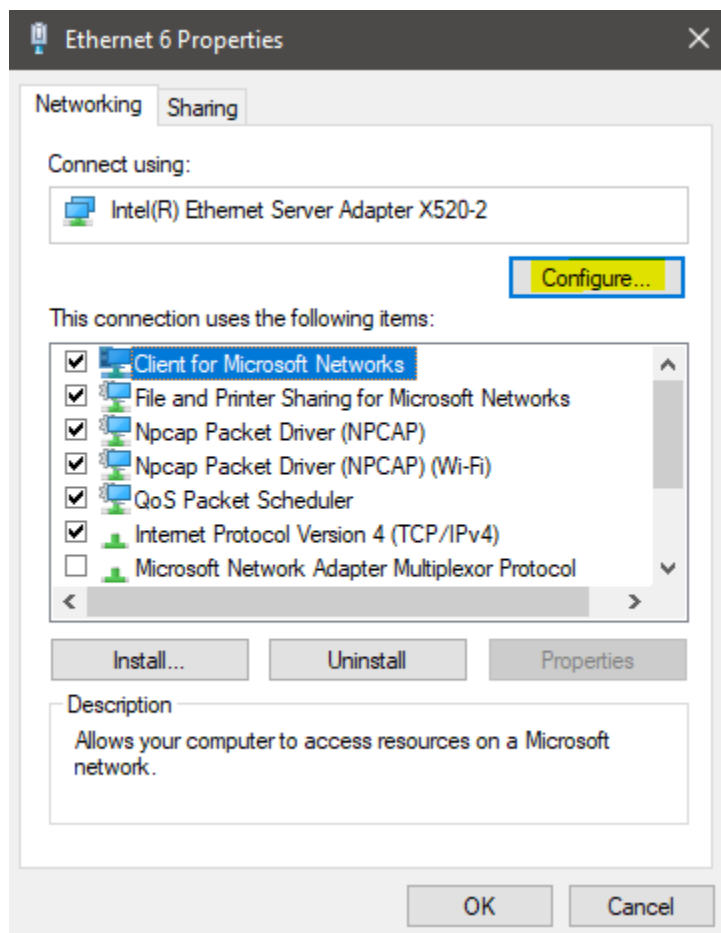 Ethernet 6 Properties
Networking
Sharing
Connect using:
Intel(R) Ethernet Server Adapter X520-2
Configure...
This connection uses the following items:
Client for Microsoft Networks
File and Printer Sharing for Microsoft Networks
Npcap Packet Driver (NPCAP)
Npcap Packet Driver (NPCAP) (Wi-Fi)
QoS Packet Scheduler
Internet Protocol Version 4 (TCP/IPv4)
Microsoft Network Adapter Multiplexor Protocol
Install...
Uninstall
Properties
Description
Allows your computer to access resources on a Microsoft
network.
OK
Cancel